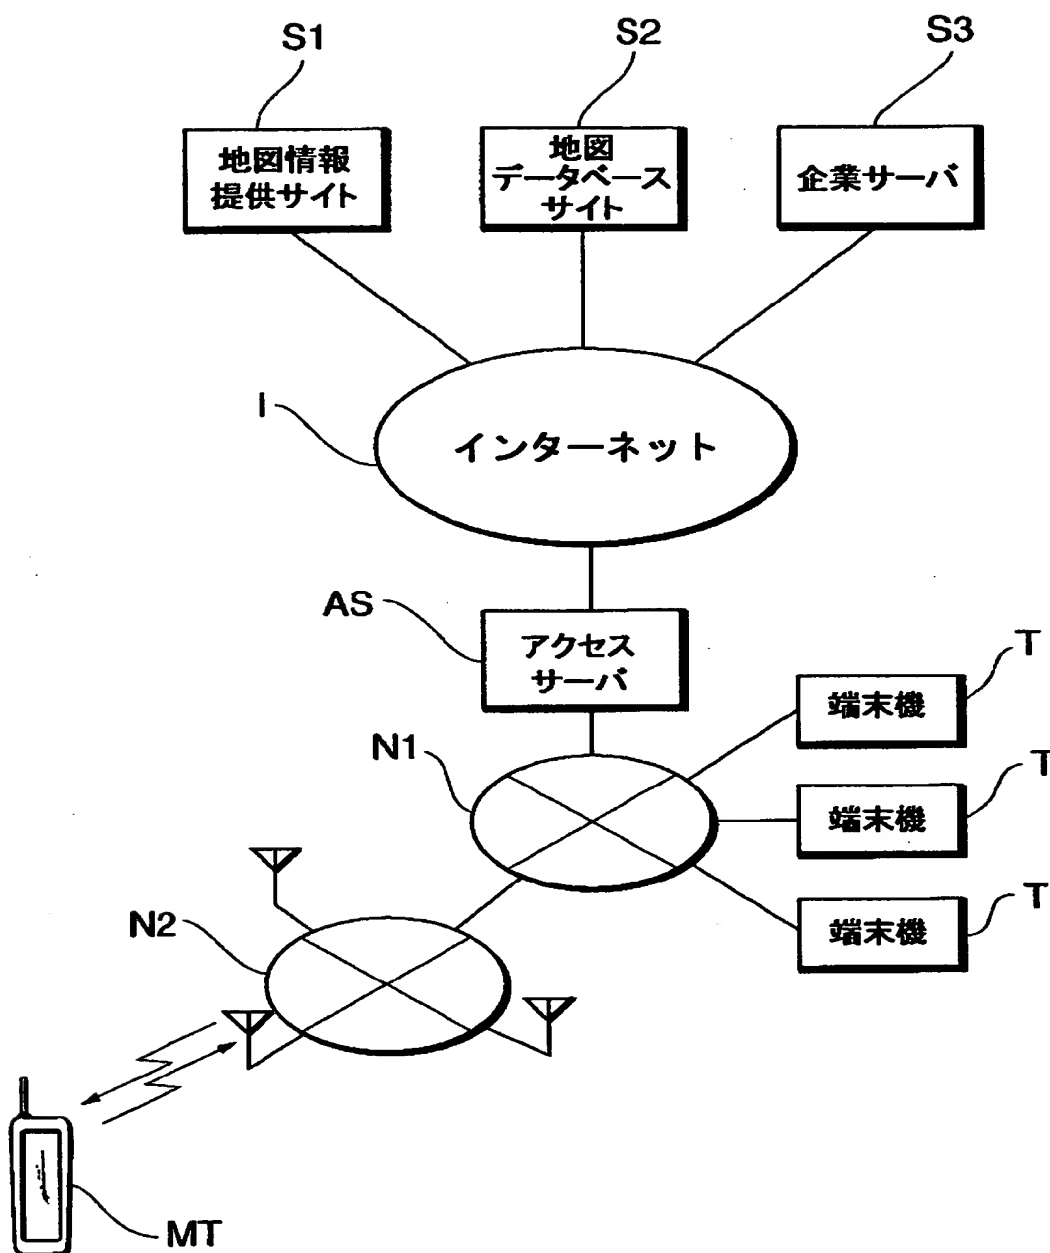 S1
S2
S3
地図情報
提供サイト
地図
データベース
サイト
企業サーバ
I
インターネット
AS
アクセス
サーバ
T
端末機
N1
T
端末機
T
端末機
N2
MT